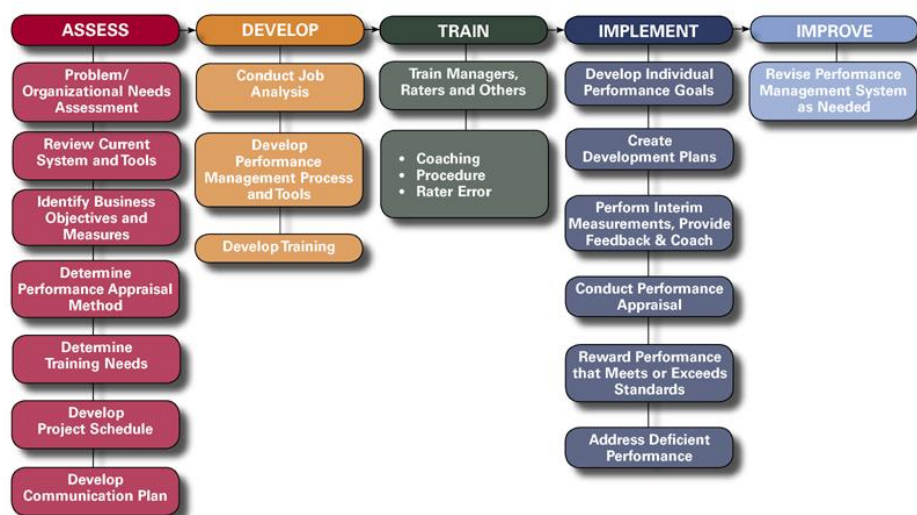 ASSESS
Problem/
Organizational Needs
Assessment
Review Current
System and Tools
Identify Business
Objectives and
Measures
Determine
Performance Appraisal
Method
Determine
Training Needs
Develop
Project Schedule
Develop
Communication Plan
DEVELOP
Conduct Job
Analysis
Develop
Performance
Management Process
and Tools
Develop Training
TRAIN
Train Managers,
Raters and Others
• Coaching
• Procedure
• Rater Error
IMPLEMENT
Develop Individual
Performance Goals
Create
Development Plans
Perform Interim
Measurements, Provide
Feedback & Coach
Conduct Performance
Appraisal
Reward Performance
that Meets or Exceeds
Standards
Address Deficient
Performance
IMPROVE
Revise Performance
Management System
as Needed